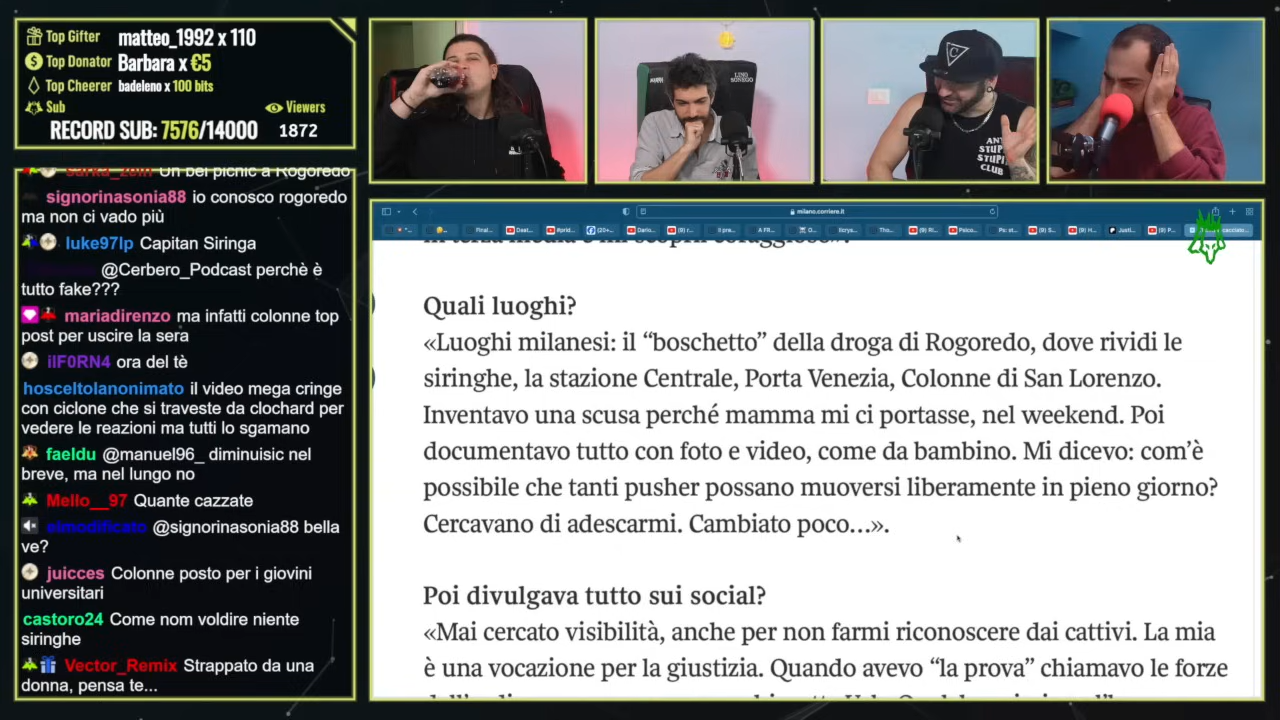 Top Gifter matteo_1992 x 110
Top Donator Barbara x €5
Top Cheerer badeleno x 100 bits
Sub Viewers
RECORD SUB: 7576/14000 1872
Un bel picnic a Rogoredo
signorinasonia88 io conosco rogoredo
ma non ci vado più
luke97lp Capitan Siringa
@Cerbero_Podcast perchè è
tutto fake???
mariadirenzo ma infatti colonne top
post per uscire la sera
ilF0RN4 ora del tè
hosceltolanonimato il video mega cringe
con ciclone che si traveste da clochard per
vedere le reazioni ma tutti lo sgamano
faeldu @manuel96_ diminuisic nel
breve, ma nel lungo no
Mello__97 Quante cazzate
elmodificato @signorinasonia88 bella
ve?
juicces Colonne posto per i giovini
universitari
castoro24 Come nom voldire niente
siringhe
Vector_Remix Strappato da una
donna, pensa te...
LINO
SONEGO
ANTI
STUPI
STUPI
CLUB
milano.corriere.it
Quali luoghi?
«Luoghi milanesi: il “boschetto” della droga di Rogoredo, dove rividi le
siringhe, la stazione Centrale, Porta Venezia, Colonne di San Lorenzo.
Inventavo una scusa perché mamma mi ci portasse, nel weekend. Poi
documentavo tutto con foto e video, come da bambino. Mi dicevo: com’è
possibile che tanti pusher possano muoversi liberamente in pieno giorno?
Cercavano di adescarmi. Cambiato poco...».
Poi divulgava tutto sui social?
«Mai cercato visibilità, anche per non farmi riconoscere dai cattivi. La mia
è una vocazione per la giustizia. Quando avevo “la prova” chiamavo le forze